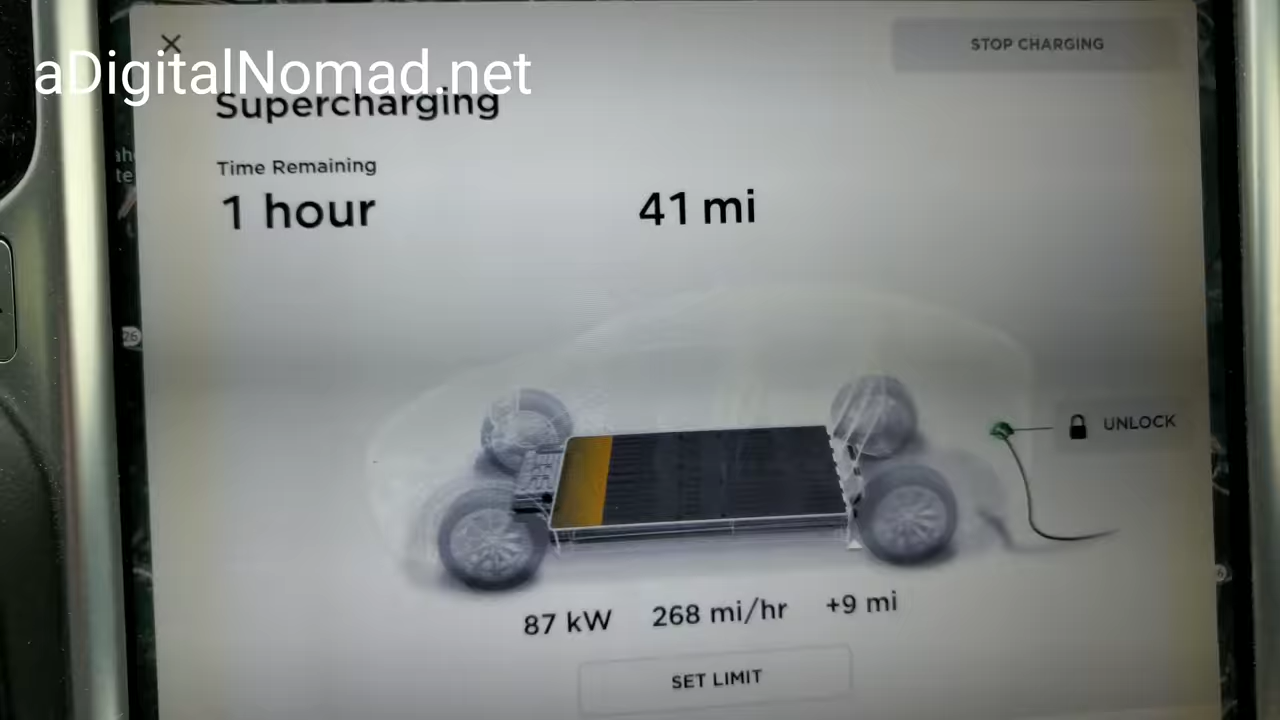 STOP CHARGING
aDigitalNomad.net
Supercharging
Time Remaining
1 hour
41 mi
26
UNLOCK
87 kW 268 mi/hr +9 mi
SET LIMIT